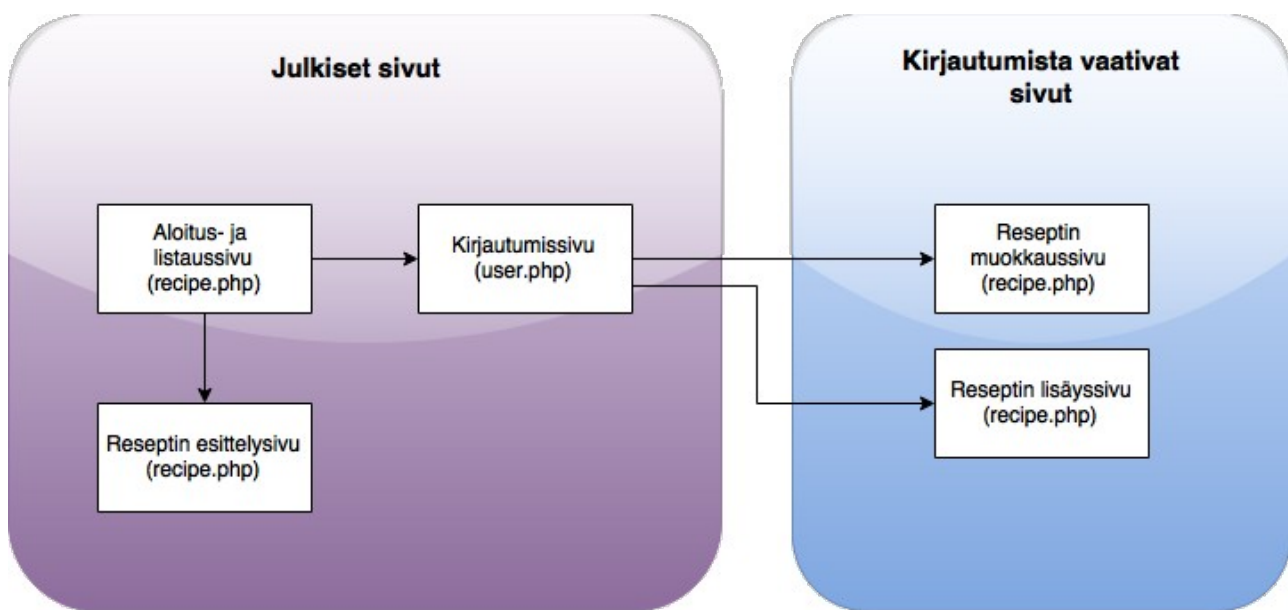 Julkiset sivut
Kirjautumista vaativat
sivut
Aloitus- ja
listaussivu
(recipe.php)
Kirjautumissivu
(user.php)
Reseptin
muokkaussivu
(recipe.php)
Reseptin lisäyssivu
(recipe.php)
Reseptin esittelysivu
(recipe.php)